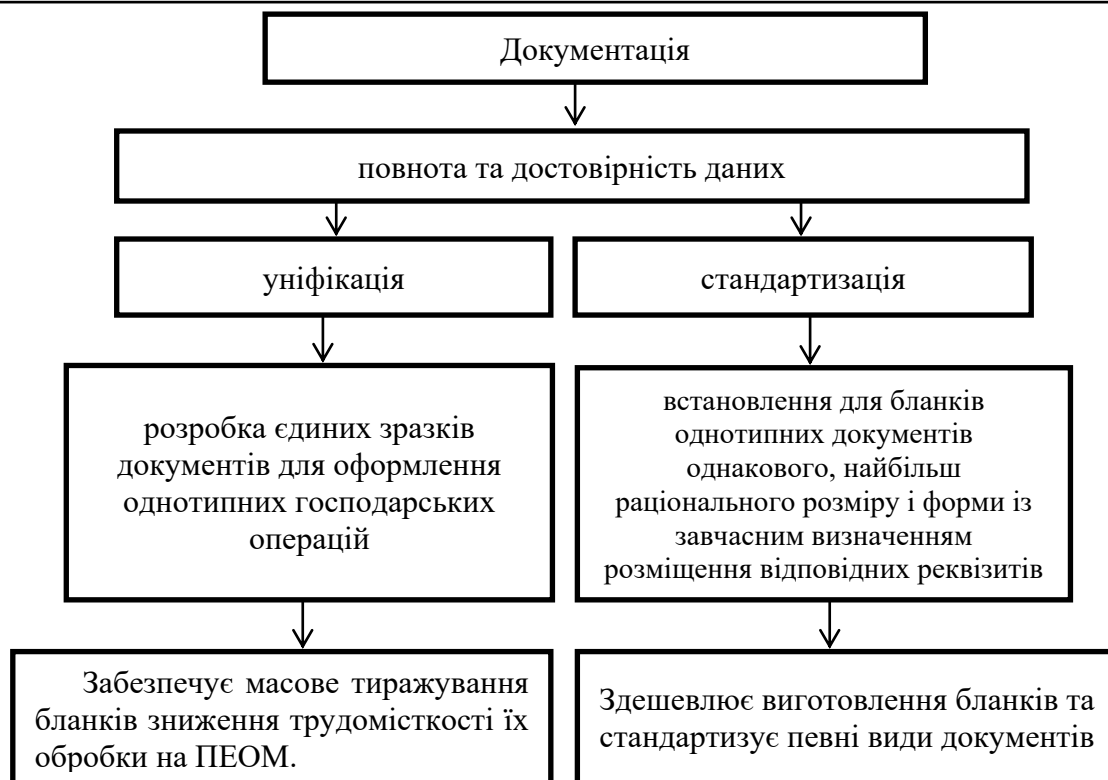 Документація
повнота та достовірність даних
уніфікація
стандартизація
розробка єдиних зразків
документів для оформлення
однотипних господарських
операцій
встановлення для бланків
однотипних документів
однакового, найбільш
раціонального розміру і форми із
завчасним визначенням
розміщення відповідних реквізитів
Забезпечує масове тиражування
бланків зниження трудомісткості їх
обробки на ПЕОМ.
Здешевлює виготовлення бланків та
стандартизує певні види документів